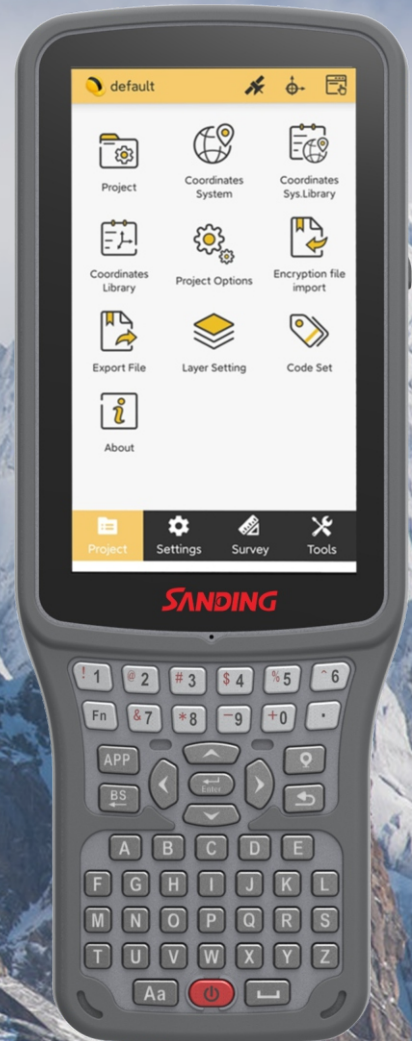 default
Project
Coordinates
System
Coordinates
Sys.Library
Coordinates
Library
Project Options
Encryption file
import
Export File
Layer Setting
Code Set
About
Project Settings Survey Tools
SANDING
! 1 @ 2 # 3 $ 4 % 5 ^ 6
Fn & 7 * 8 - 9 + 0 .
APP
BS
Enter
A B C D E
F G H I J K L
M N O P Q R S
T U V W X Y Z
Aa